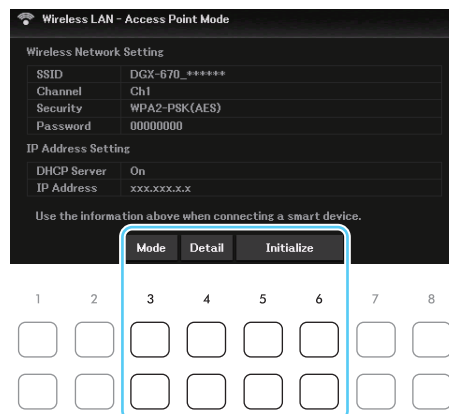 Wireless LAN - Access Point Mode
Wireless Network Setting
SSID DGX-670_******
Channel Ch1
Security WPA2-PSK(AES)
Password 00000000
IP Address Setting
DHCP Server On
IP Address xxx.xxx.x.x
Use the information above when connecting a smart device.
Mode Detail Initialize
1 2 3 4 5 6 7 8